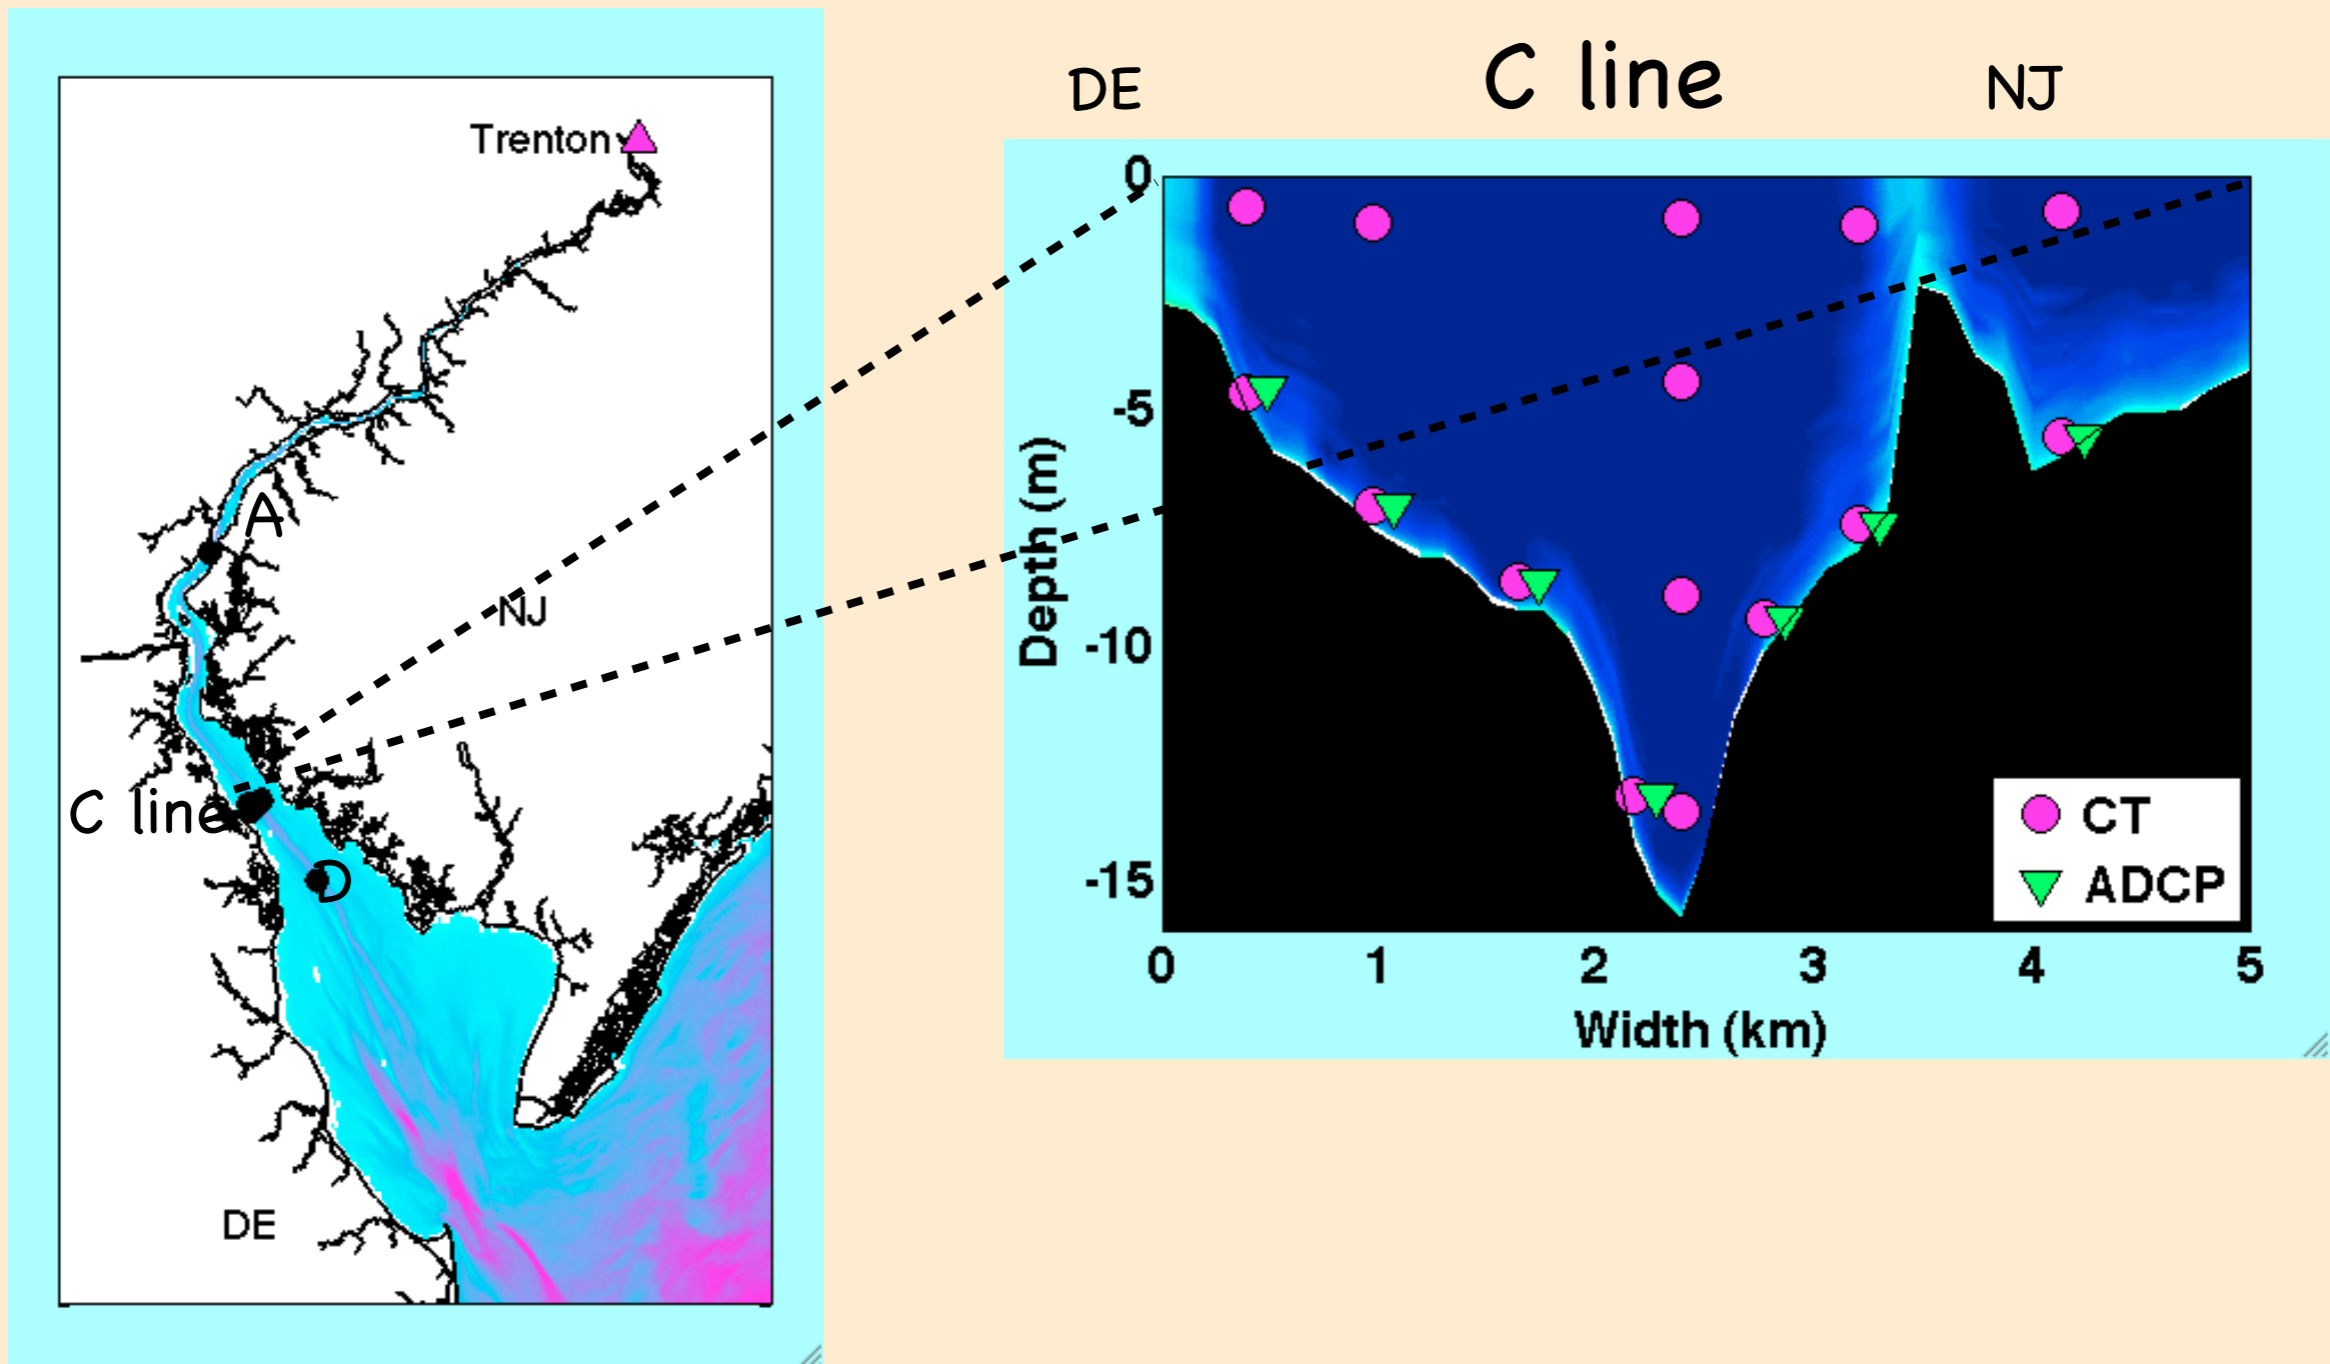 Trenton
A
NJ
C line
D
DE
DE
C line
NJ
0
-5
-10
-15
Depth (m)
0 1 2 3 4 5
Width (km)
CT
ADCP